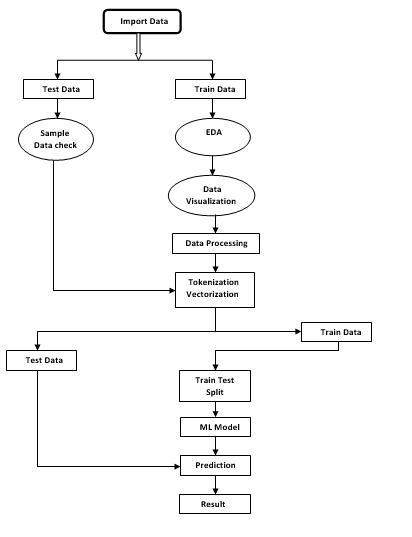 Import Data
Test Data
Train Data
Sample
Data check
EDA
Data
Visualization
Data Processing
Tokenization
Vectorization
Train Data
Test Data
Train Test
Split
ML Model
Prediction
Result